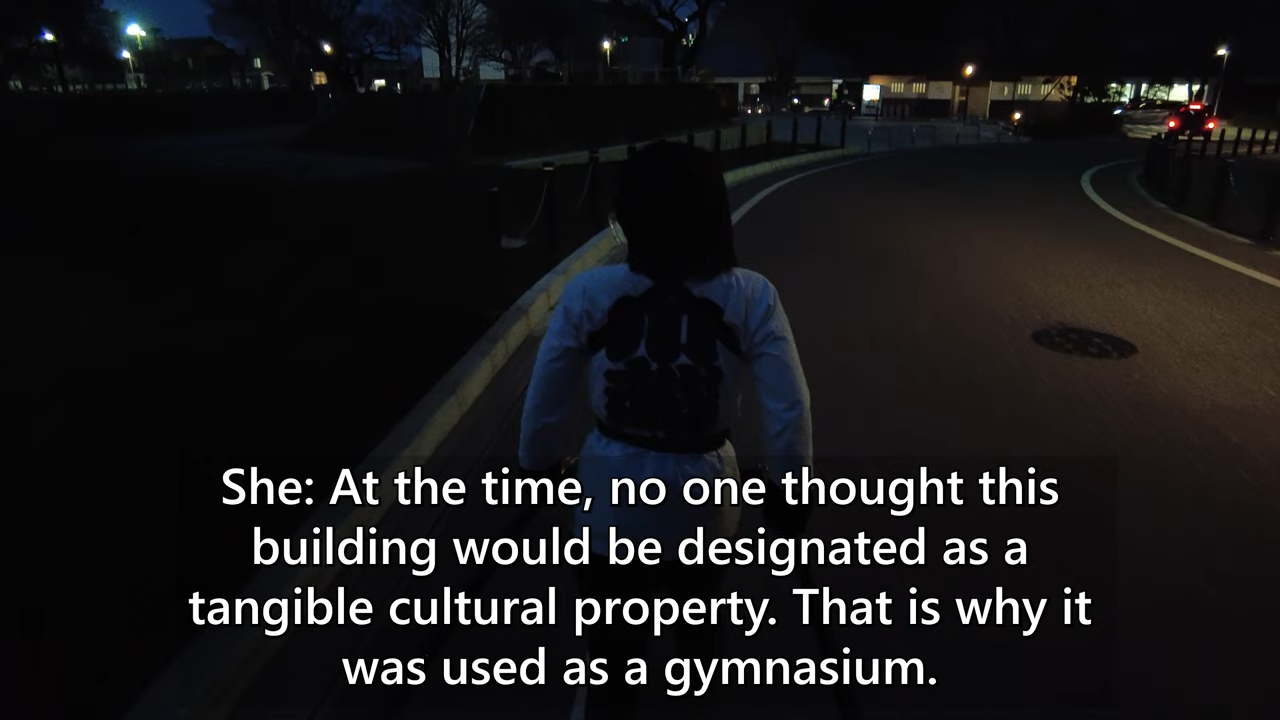 She: At the time, no one thought this
building would be designated as a
tangible cultural property. That is why it
was used as a gymnasium.